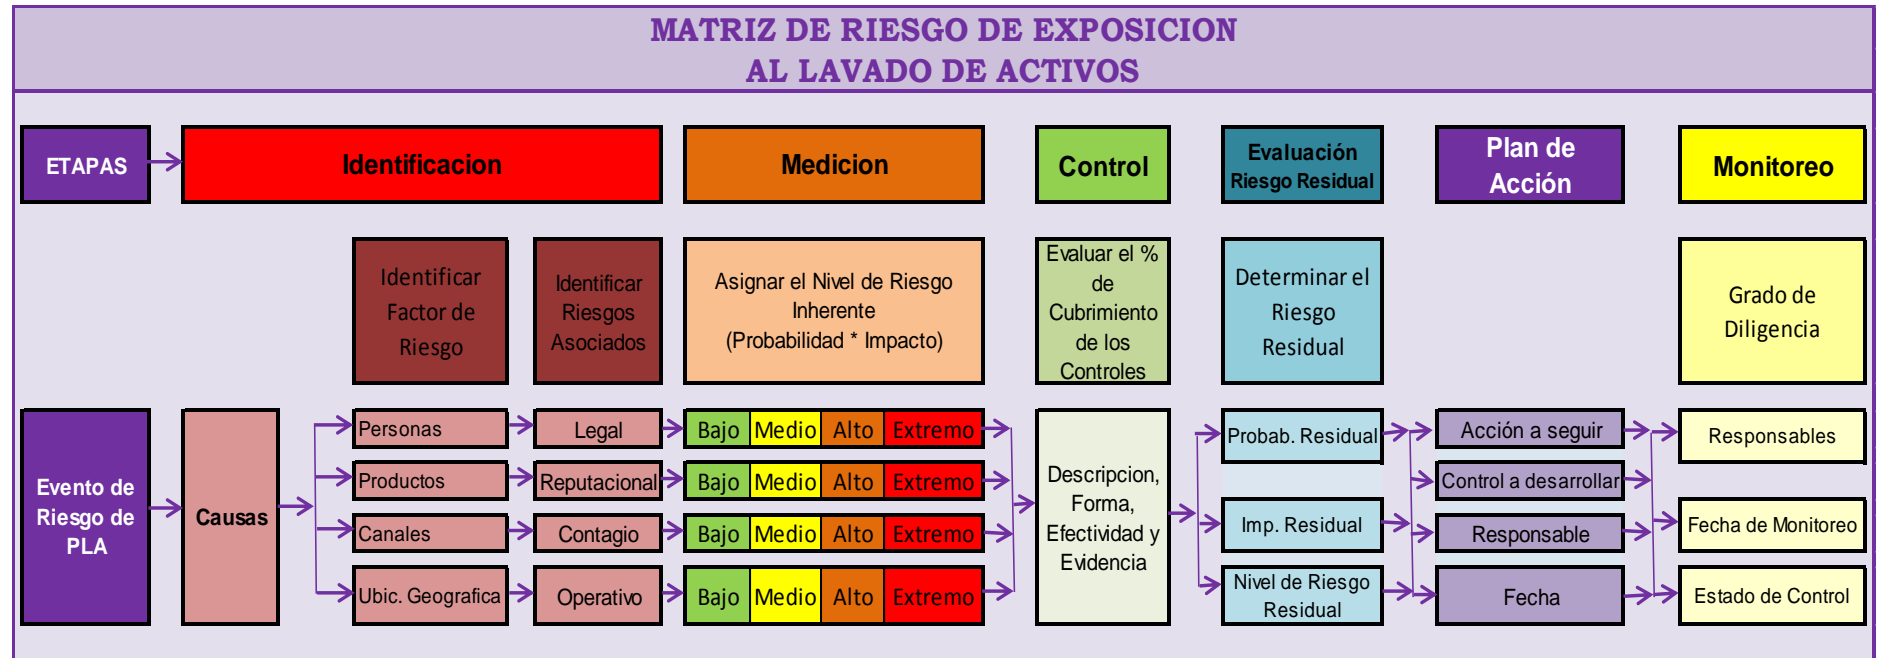 MATRIZ DE RIESGO DE EXPOSICION
AL LAVADO DE ACTIVOS
ETAPAS
Identificacion
Medicion
Control
Evaluación
Riesgo Residual
Plan de
Acción
Monitoreo
Identificar
Factor de
Riesgo
Identificar
Riesgos
Asociados
Asignar el Nivel de Riesgo
Inherente
(Probabilidad * Impacto)
Evaluar el %
de
Cubrimiento
de los
Controles
Determinar el
Riesgo
Residual
Grado de
Diligencia
Evento de
Riesgo de
PLA
Causas
Personas
Legal
Bajo Medio Alto Extremo
Productos
Reputacional
Bajo Medio Alto Extremo
Canales
Contagio
Bajo Medio Alto Extremo
Ubic. Geografica
Operativo
Bajo Medio Alto Extremo
Descripcion,
Forma,
Efectividad y
Evidencia
Probab. Residual
Imp. Residual
Nivel de Riesgo
Residual
Acción a seguir
Control a desarrollar
Responsable
Fecha
Responsables
Fecha de Monitoreo
Estado de Control